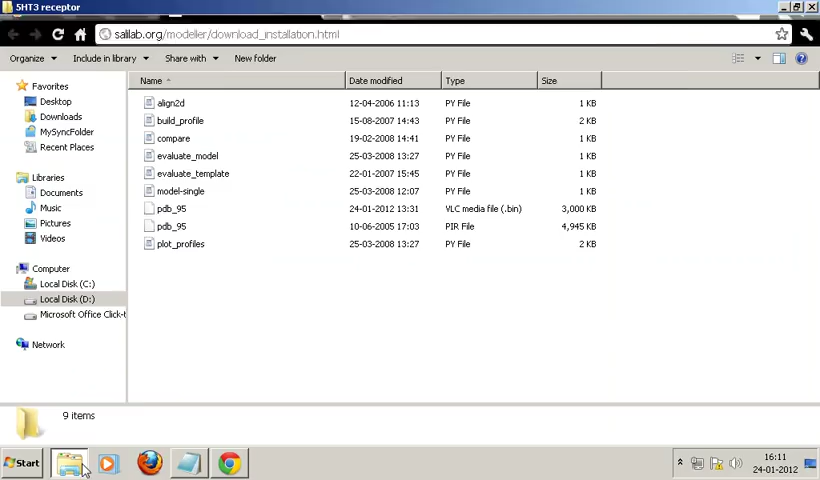 5HT3 receptor
salilab.org/modeller/download_installation.html
Organize Include in library Share with New folder
Name Date modified Type Size
Favorites
Desktop
Downloads
MySyncFolder
Recent Places
Libraries
Documents
Music
Pictures
Videos
Computer
Local Disk (C:)
Local Disk (D:)
Microsoft Office Click-t
Network
align2d 12-04-2006 11:13 PY File 1 KB
build_profile 15-08-2007 14:43 PY File 2 KB
compare 19-02-2008 14:41 PY File 1 KB
evaluate_model 25-03-2008 13:27 PY File 1 KB
evaluate_template 22-01-2007 15:45 PY File 1 KB
model-single 25-03-2008 12:07 PY File 1 KB
pdb_95 24-01-2012 13:31 VLC media file (.bin) 3,000 KB
pdb_95 10-06-2005 17:03 PIR File 4,945 KB
plot_profiles 25-03-2008 13:27 PY File 2 KB
9 items
Start
16:11
24-01-2012